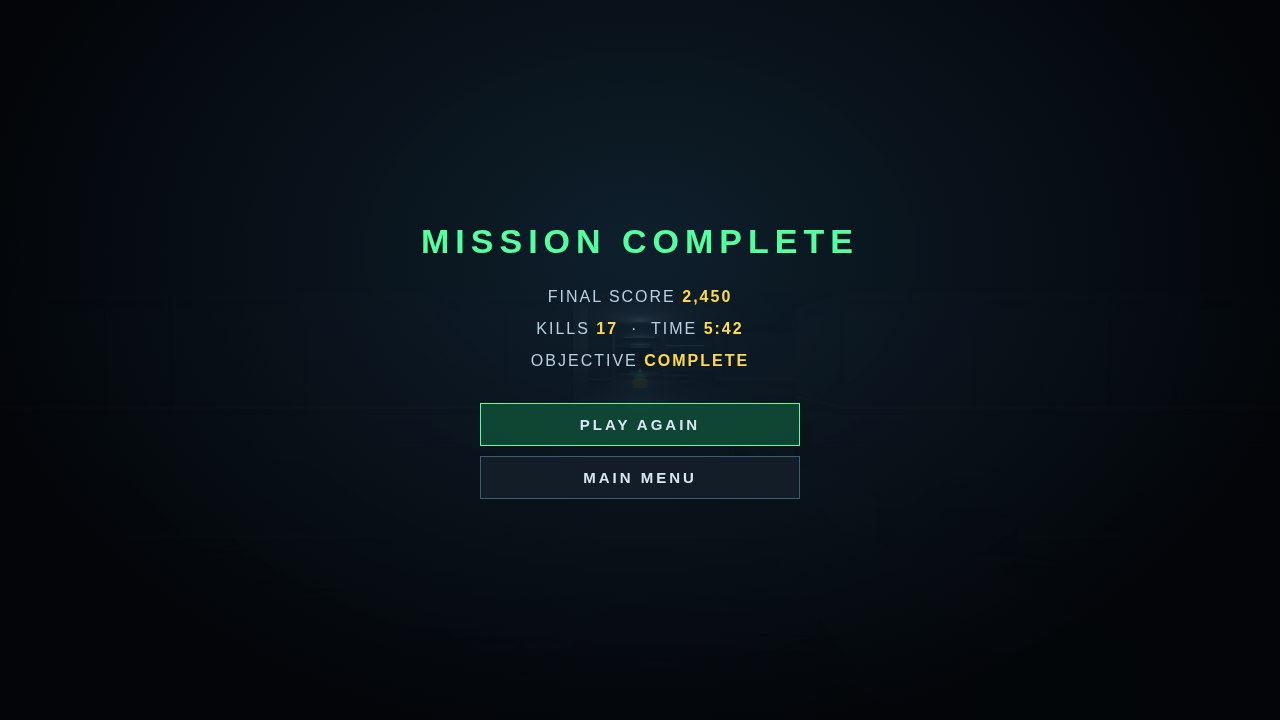 MISSION COMPLETE
FINAL SCORE 2,450
KILLS 17 · TIME 5:42
OBJECTIVE COMPLETE
PLAY AGAIN
MAIN MENU